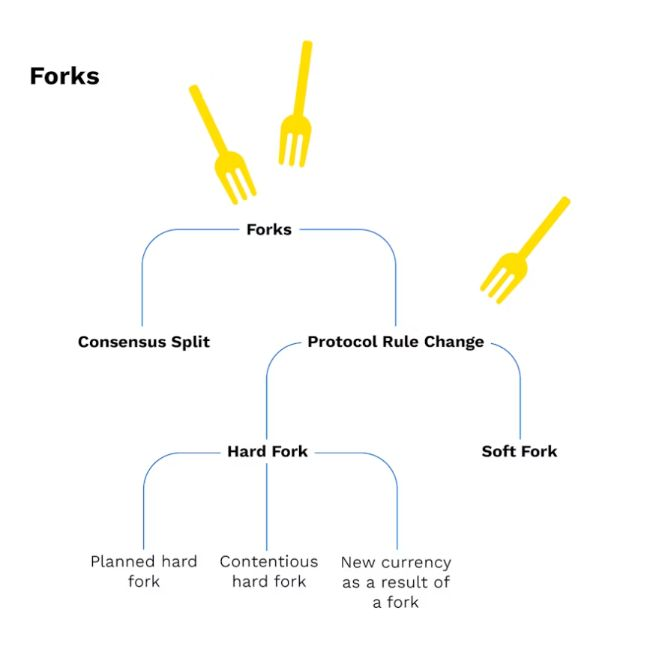 Forks
Forks
Consensus Split
Protocol Rule Change
Hard Fork
Soft Fork
Planned hard
fork
Contentious
hard fork
New currency
as a result of
a fork